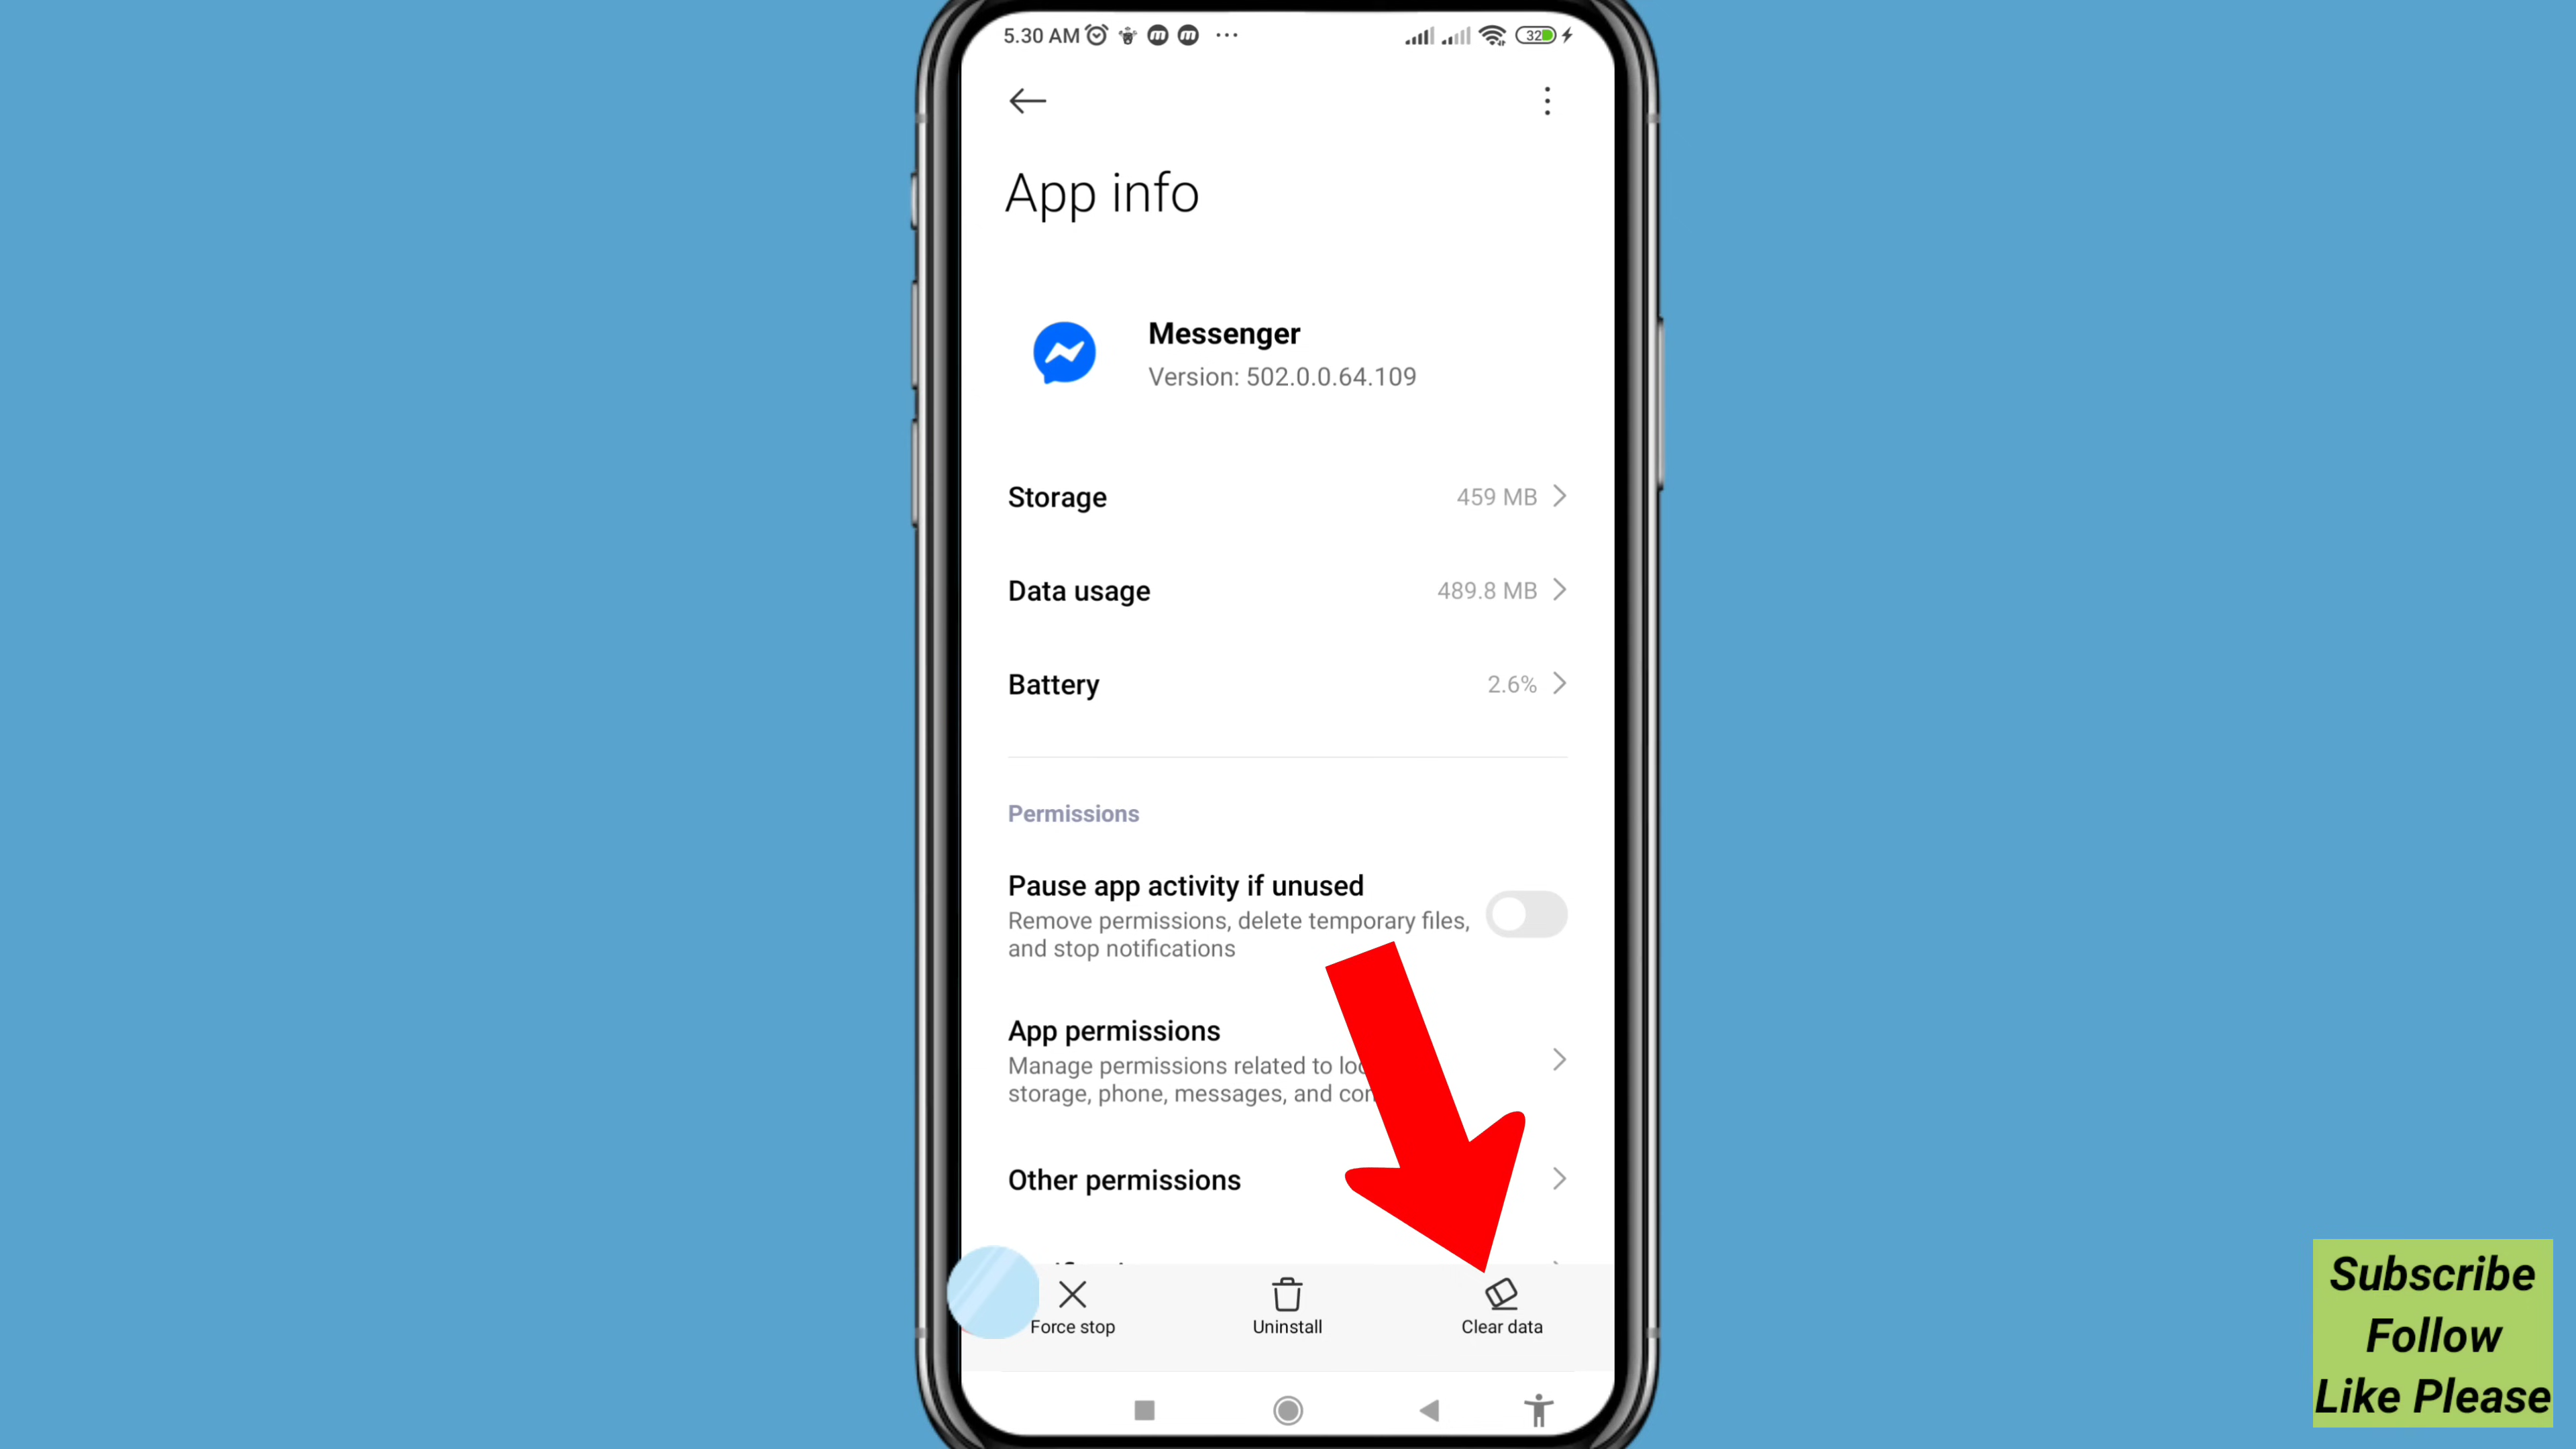 5.30 AM
32
App info
Messenger
Version: 502.0.0.64.109
Storage 459 MB
Data usage 489.8 MB
Battery 2.6%
Permissions
Pause app activity if unused
Remove permissions, delete temporary files,
and stop notifications
App permissions
Manage permissions related to
storage, phone, messages, and
Other permissions
Force stop
Uninstall
Clear data
Subscribe
Follow
Like Please